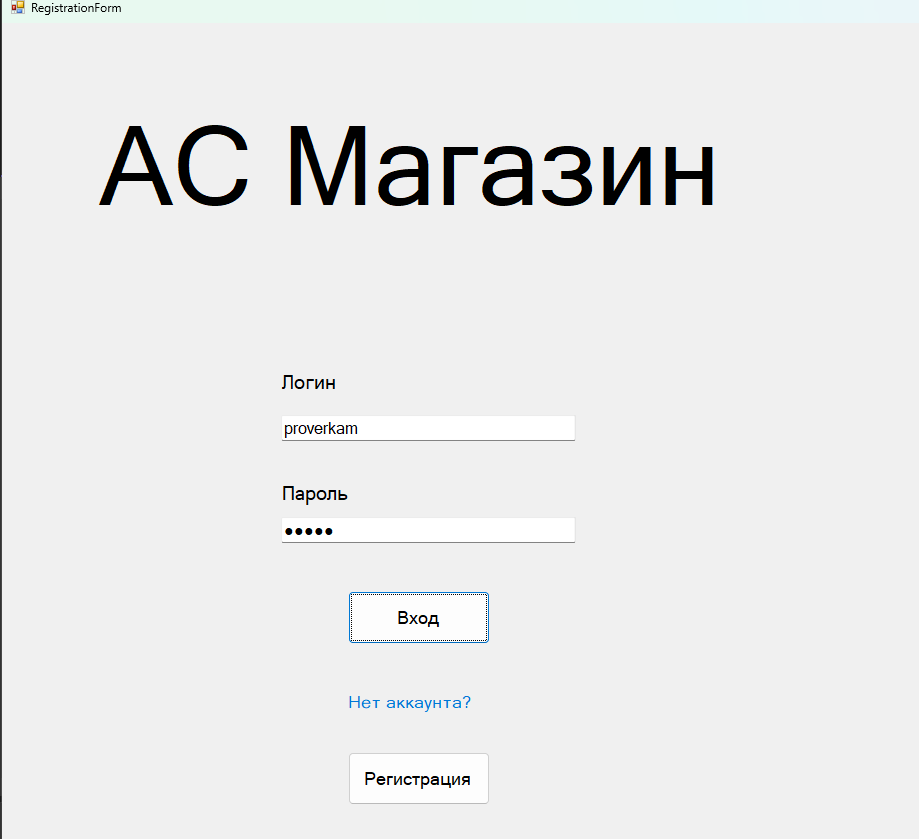 RegistrationForm
АС Магазин
Логин
proverkam
Пароль
●●●●●
Вход
Нет аккаунта?
Регистрация